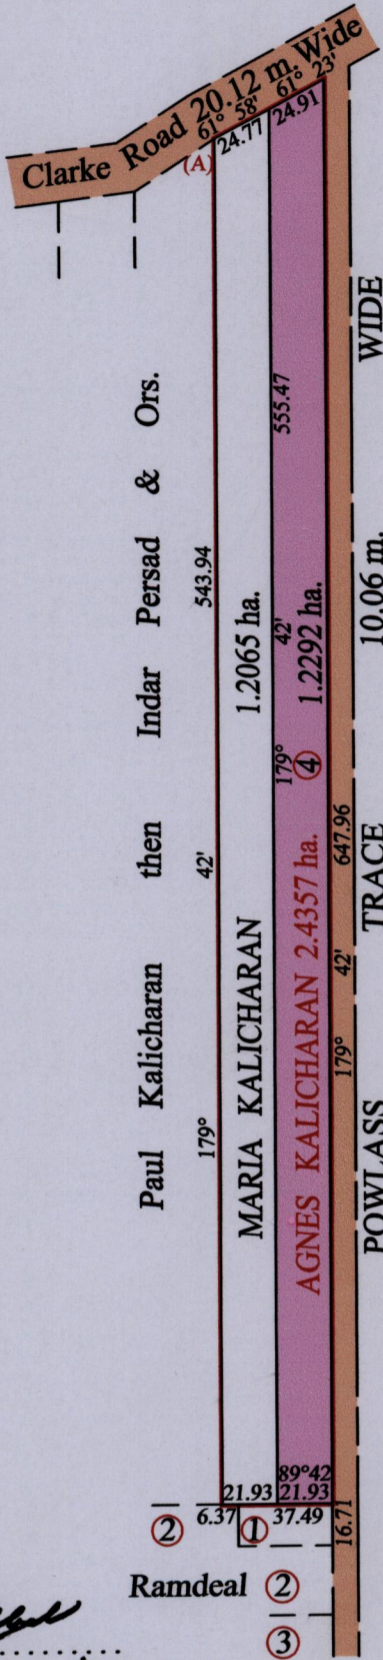 Clarke Road 20.12 m. Wide
61° 58' 61° 23'
24.77 24.91
(A)
Paul Kalicharan then Indar Persad & Ors.
179° 42' 543.94
MARIA KALICHARAN 1.2065 ha.
179° 42' 555.47
④ 1.2292 ha.
AGNES KALICHARAN 2.4357 ha.
179° 42' 647.96
POWLASS TRACE 10.06 m. WIDE
89°42
21.93 21.93
② 6.37 ① 37.49 16.71
Ramdeal ②
③